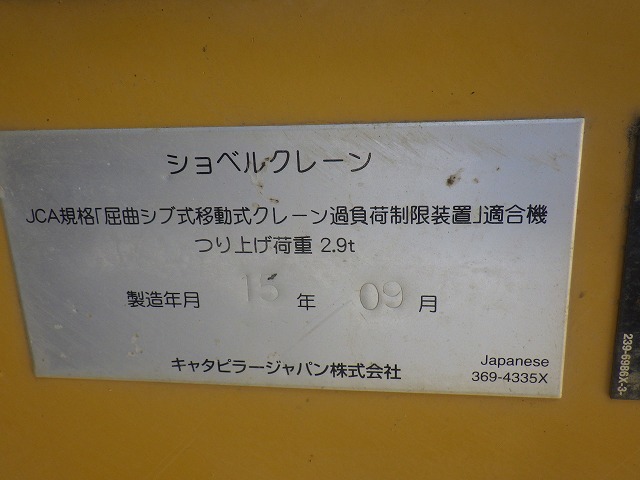 ショベルクレーン
JCA規格｢屈曲ジブ式移動式クレーン過負荷制限装置｣適合機
つり上げ荷重 2.9t
製造年月 15 年 09 月
キャタピラージャパン株式会社
Japanese
369-4335X
239-6986X-3-